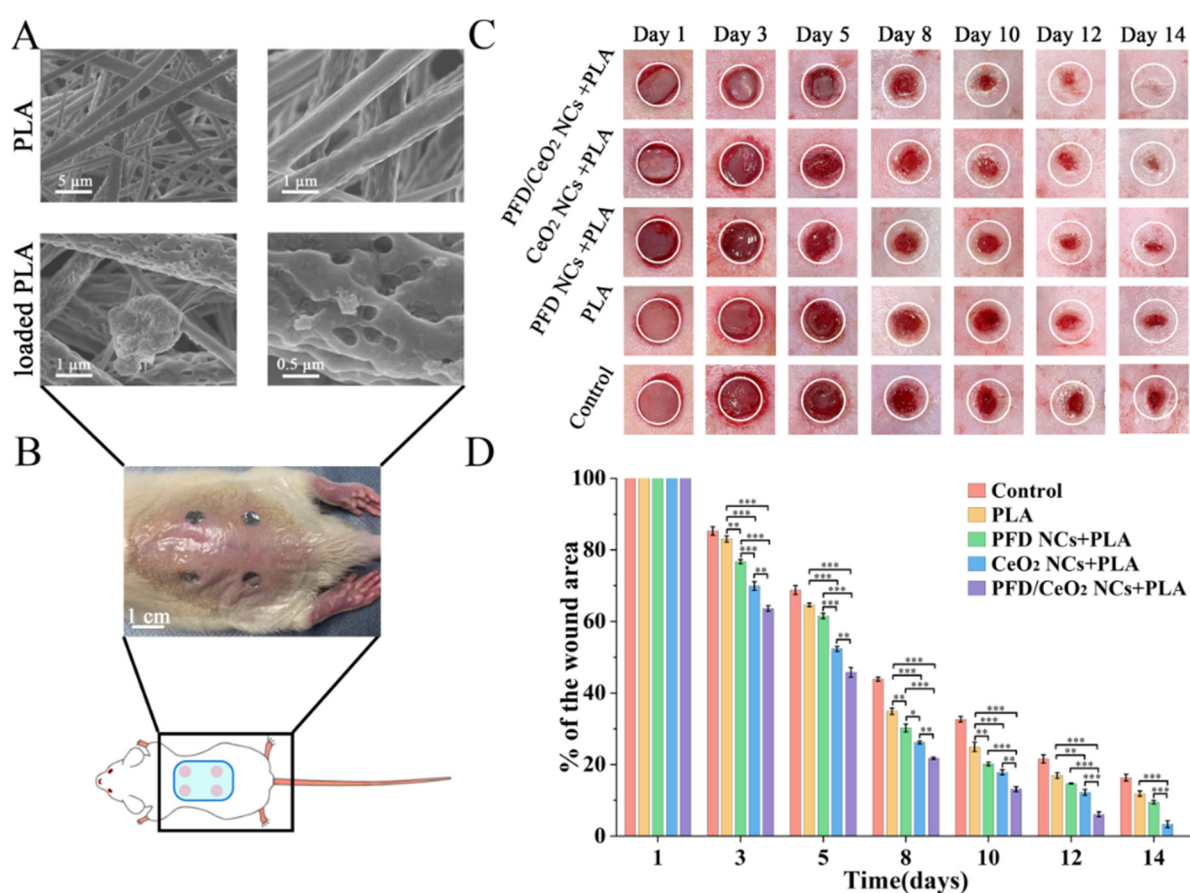 A
PLA
5 μm
1 μm
loaded PLA
1 μm
0.5 μm
B
1 cm
C
Day 1 Day 3 Day 5 Day 8 Day 10 Day 12 Day 14
PFD/CeO2 NCs +PLA
CeO2 NCs +PLA
PFD NCs +PLA
PLA
Control
D
% of the wound area
100
80
60
40
20
0
Control
PLA
PFD NCs+PLA
CeO2 NCs+PLA
PFD/CeO2 NCs+PLA
*** *** ** *** *** **
*** *** *** *** **
*** *** *** ** * **
*** *** *** ** **
*** ** *** ***
*** ***
1 3 5 8 10 12 14
Time(days)